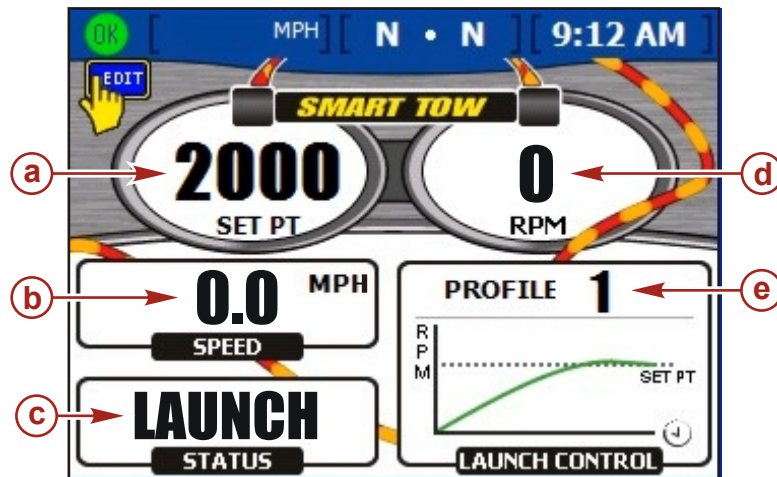 OK [ MPH ] [ N • N ] [ 9:12 AM ]
EDIT
SMART TOW
a
2000
SET PT
0
RPM
d
b
0.0 MPH
SPEED
PROFILE 1
e
RPM
SET PT
c
LAUNCH
STATUS
LAUNCH CONTROL